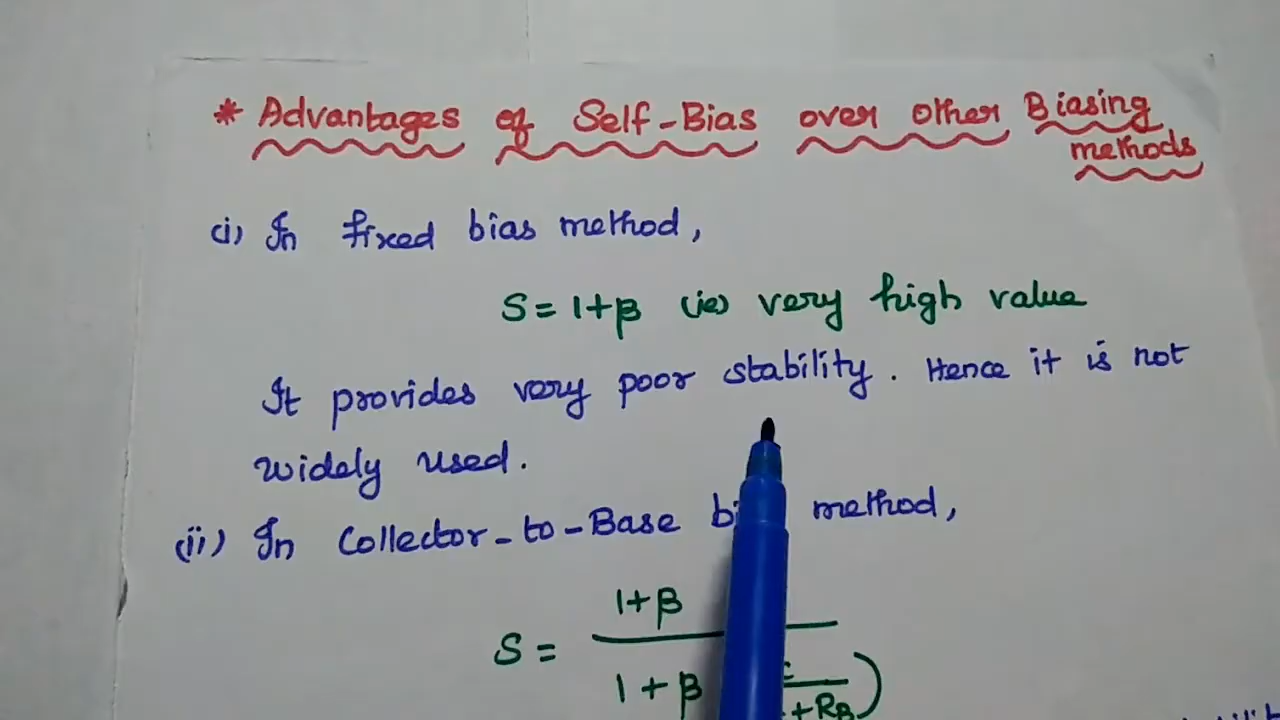 * Advantages of Self-Bias over other Biasing
methods
(i) In fixed bias method,
S = 1+β (ie) very high value
It provides very poor stability. Hence it is not
widely used.
(ii) In Collector-to-Base method,
1+β
S =
1+β + RB )